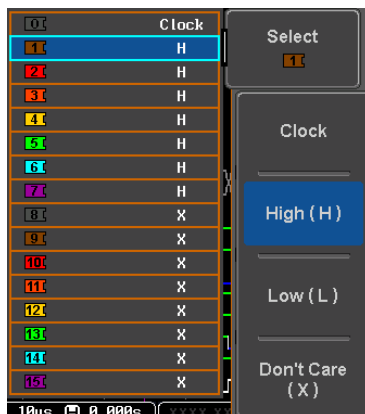 0 Clock
1 H
2 H
3 H
4 H
5 H
6 H
7 H
8 X
9 X
10 X
11 X
12 X
13 X
14 X
15 X
10us 0.000s
Select
1
Clock
High (H)
Low (L)
Don't Care
(X)